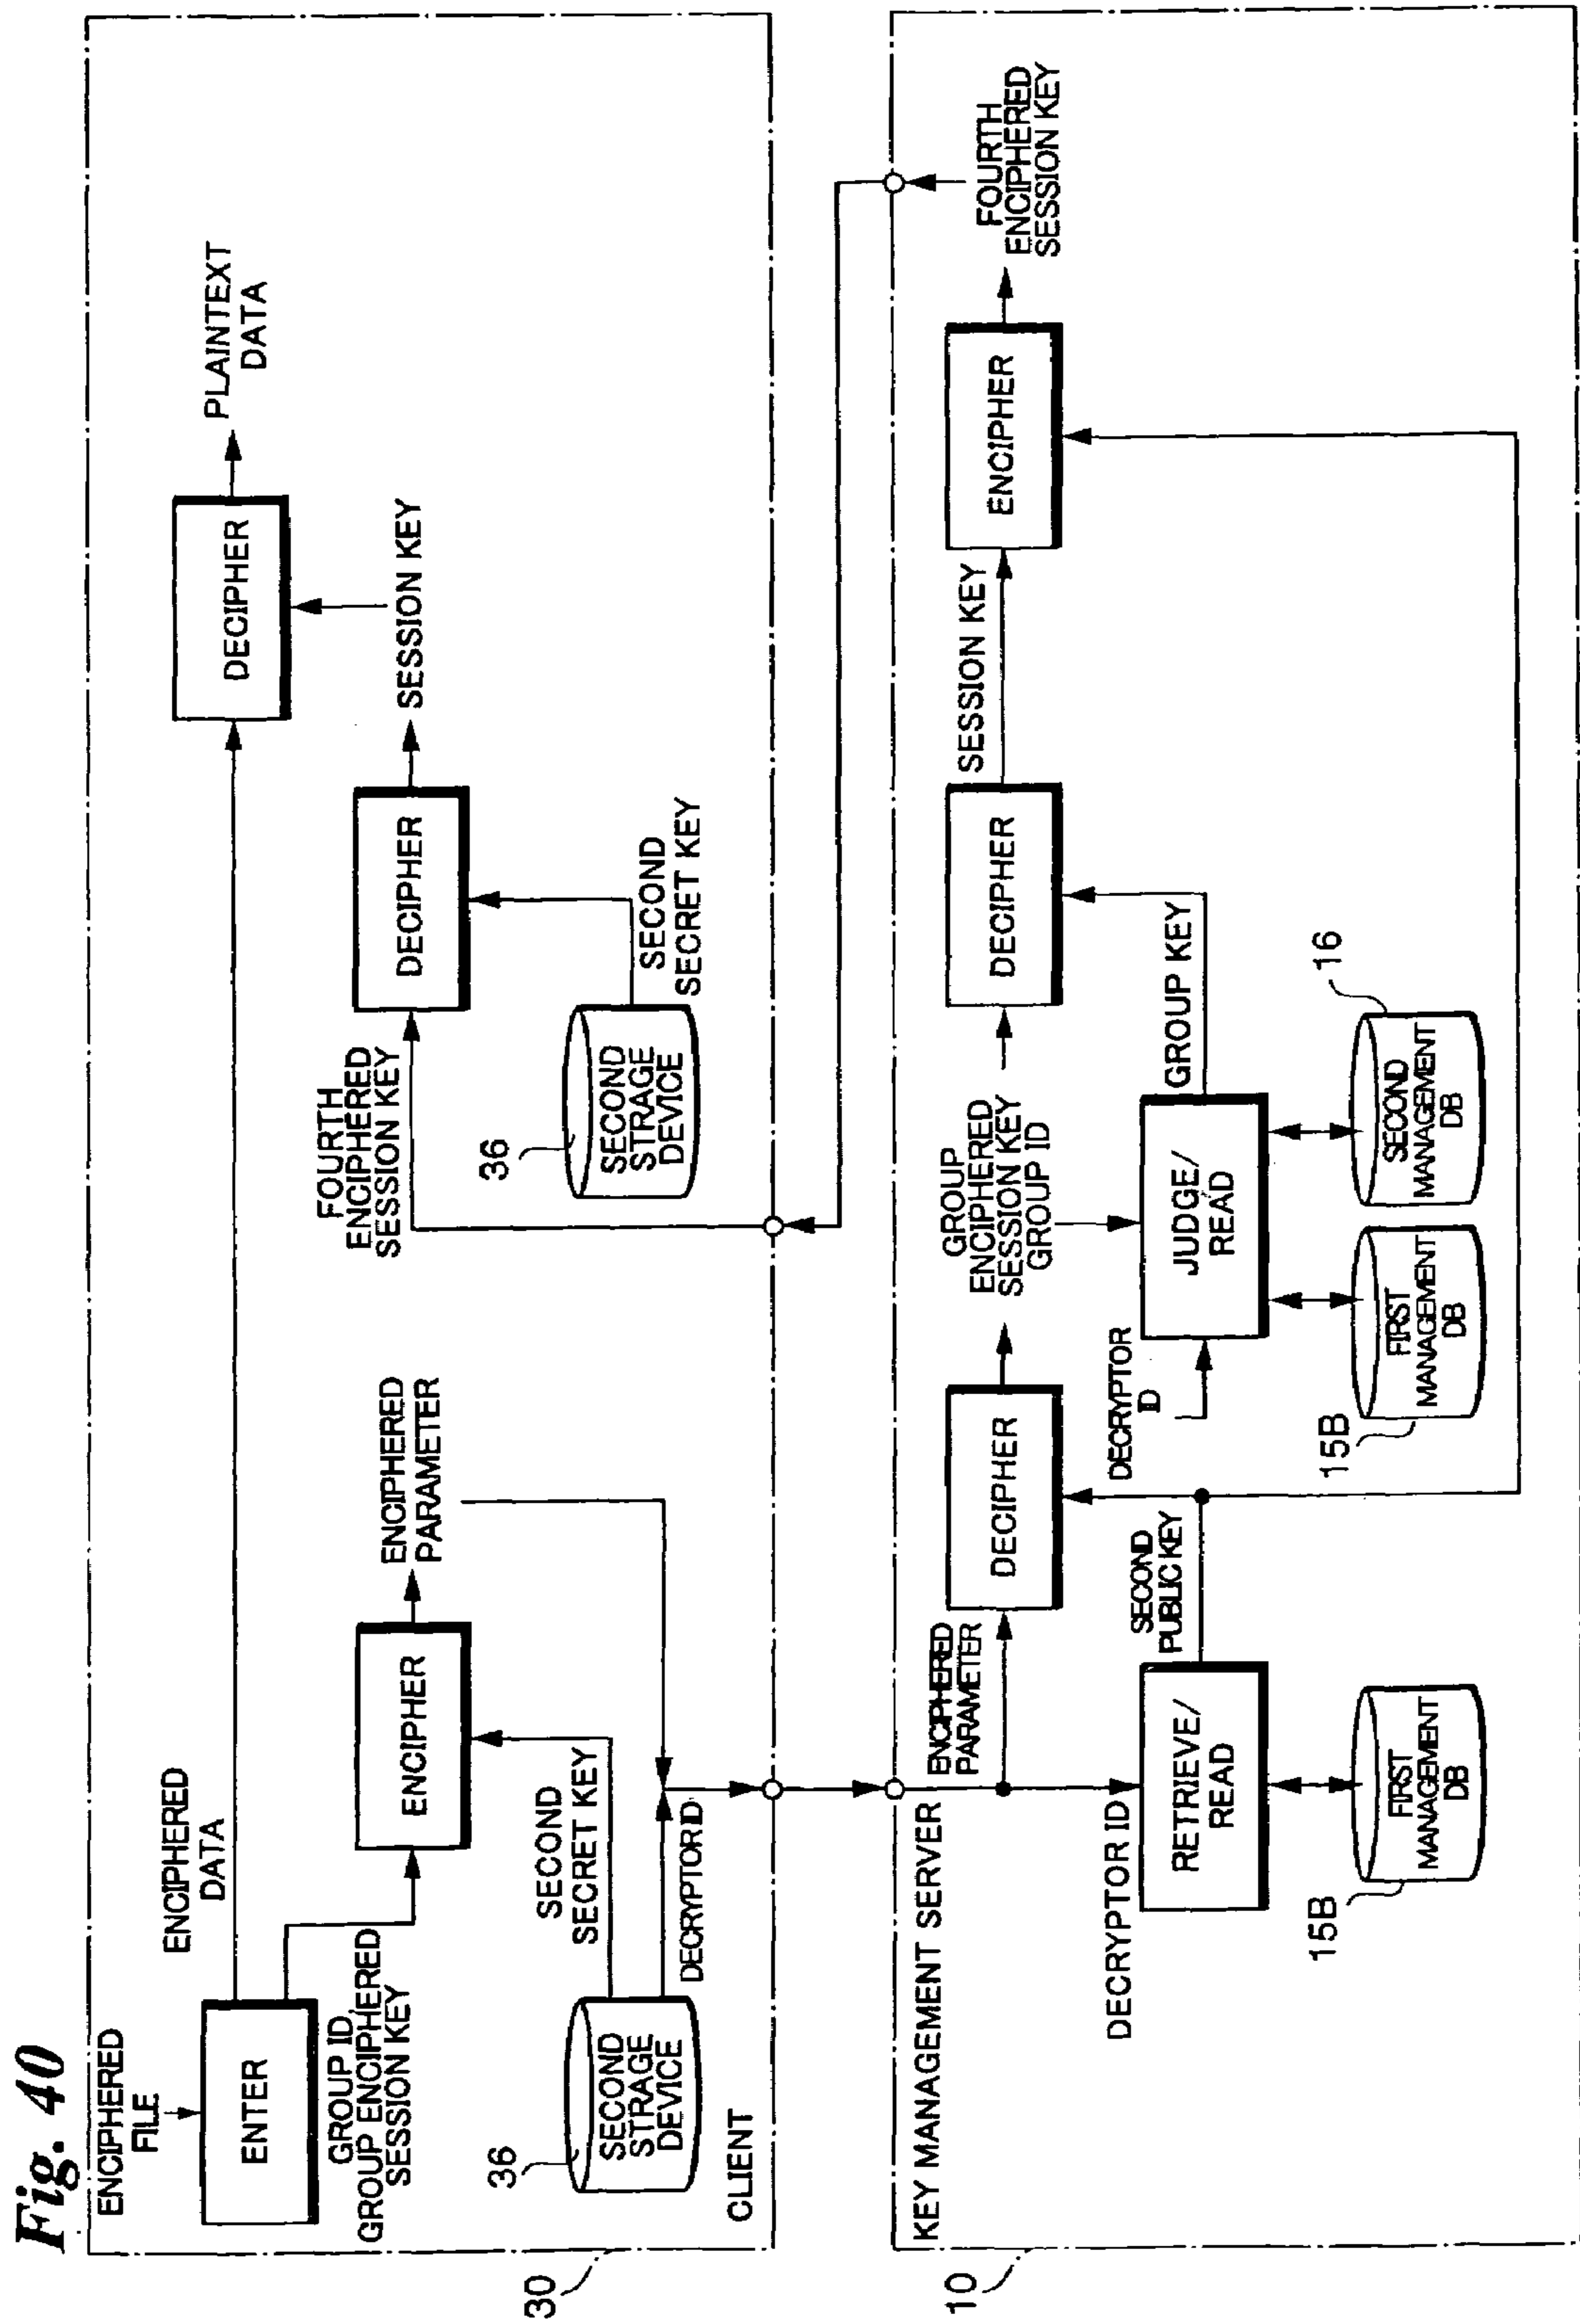 Fig. 40
ENCIPHERED
FILE
ENTER
ENCIPHERED
DATA
GROUP ID,
GROUP ENCIPHERED
SESSION KEY
ENCIPHER
ENCIPHERED
PARAMETER
36
SECOND
STRAGE
DEVICE
SECOND
SECRET KEY
DECRYPTOR ID
FOURTH
ENCIPHERED
SESSION KEY
36
SECOND
STRAGE
DEVICE
SECOND
SECRET KEY
DECIPHER
SESSION KEY
DECIPHER
PLAINTEXT
DATA
CLIENT
30
KEY MANAGEMENT SERVER
ENCIPHERED
PARAMETER
DECRYPTOR ID
RETRIEVE/
READ
15B
FIRST
MANAGEMENT
DB
SECOND
PUBLIC KEY
DECIPHER
GROUP
ENCIPHERED
SESSION KEY
GROUP ID
DECRYPTOR
ID
JUDGE/
READ
15B
FIRST
MANAGEMENT
DB
16
SECOND
MANAGEMENT
DB
GROUP KEY
DECIPHER
SESSION KEY
ENCIPHER
FOURTH
ENCIPHERED
SESSION KEY
10